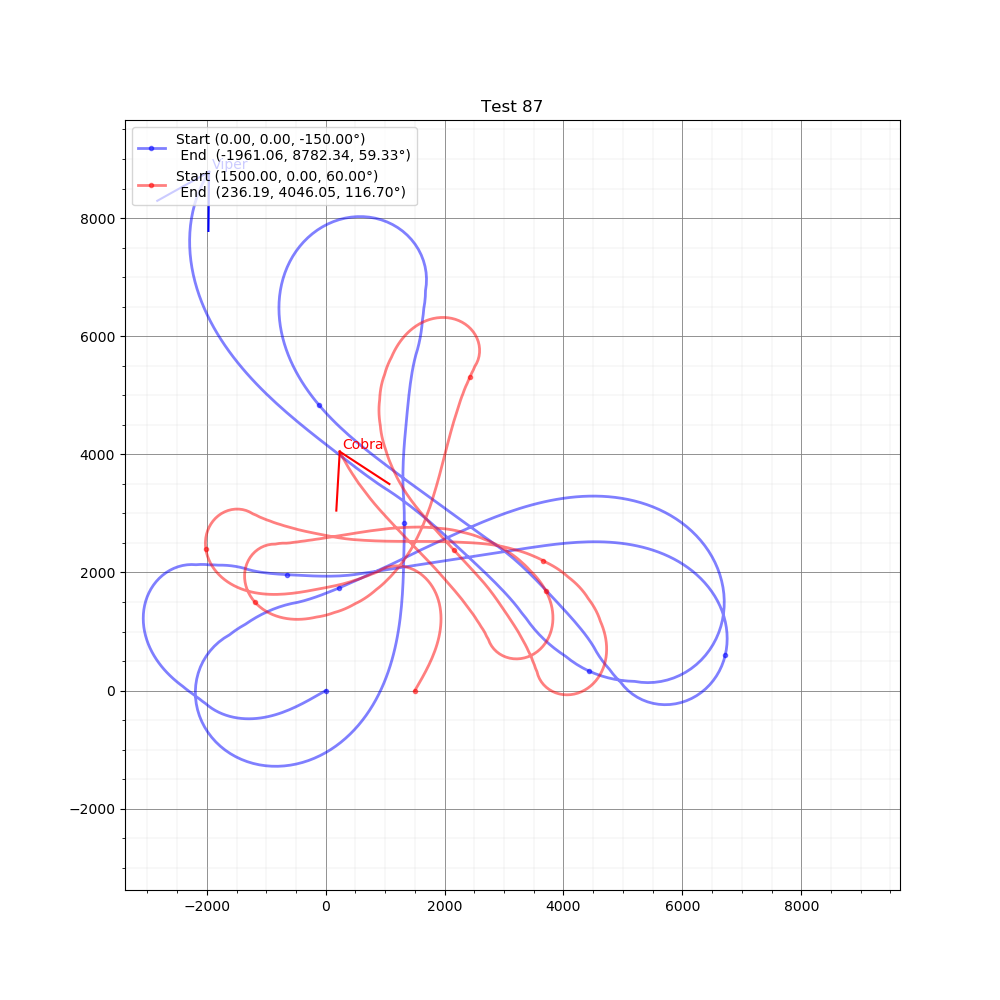 Test 87
Start (0.00, 0.00, -150.00°)
End (-1961.06, 8782.34, 59.33°)
Viper
Start (1500.00, 0.00, 60.00°)
End (236.19, 4046.05, 116.70°)
8000
6000
Cobra
4000
2000
0
−2000
−2000 0 2000 4000 6000 8000